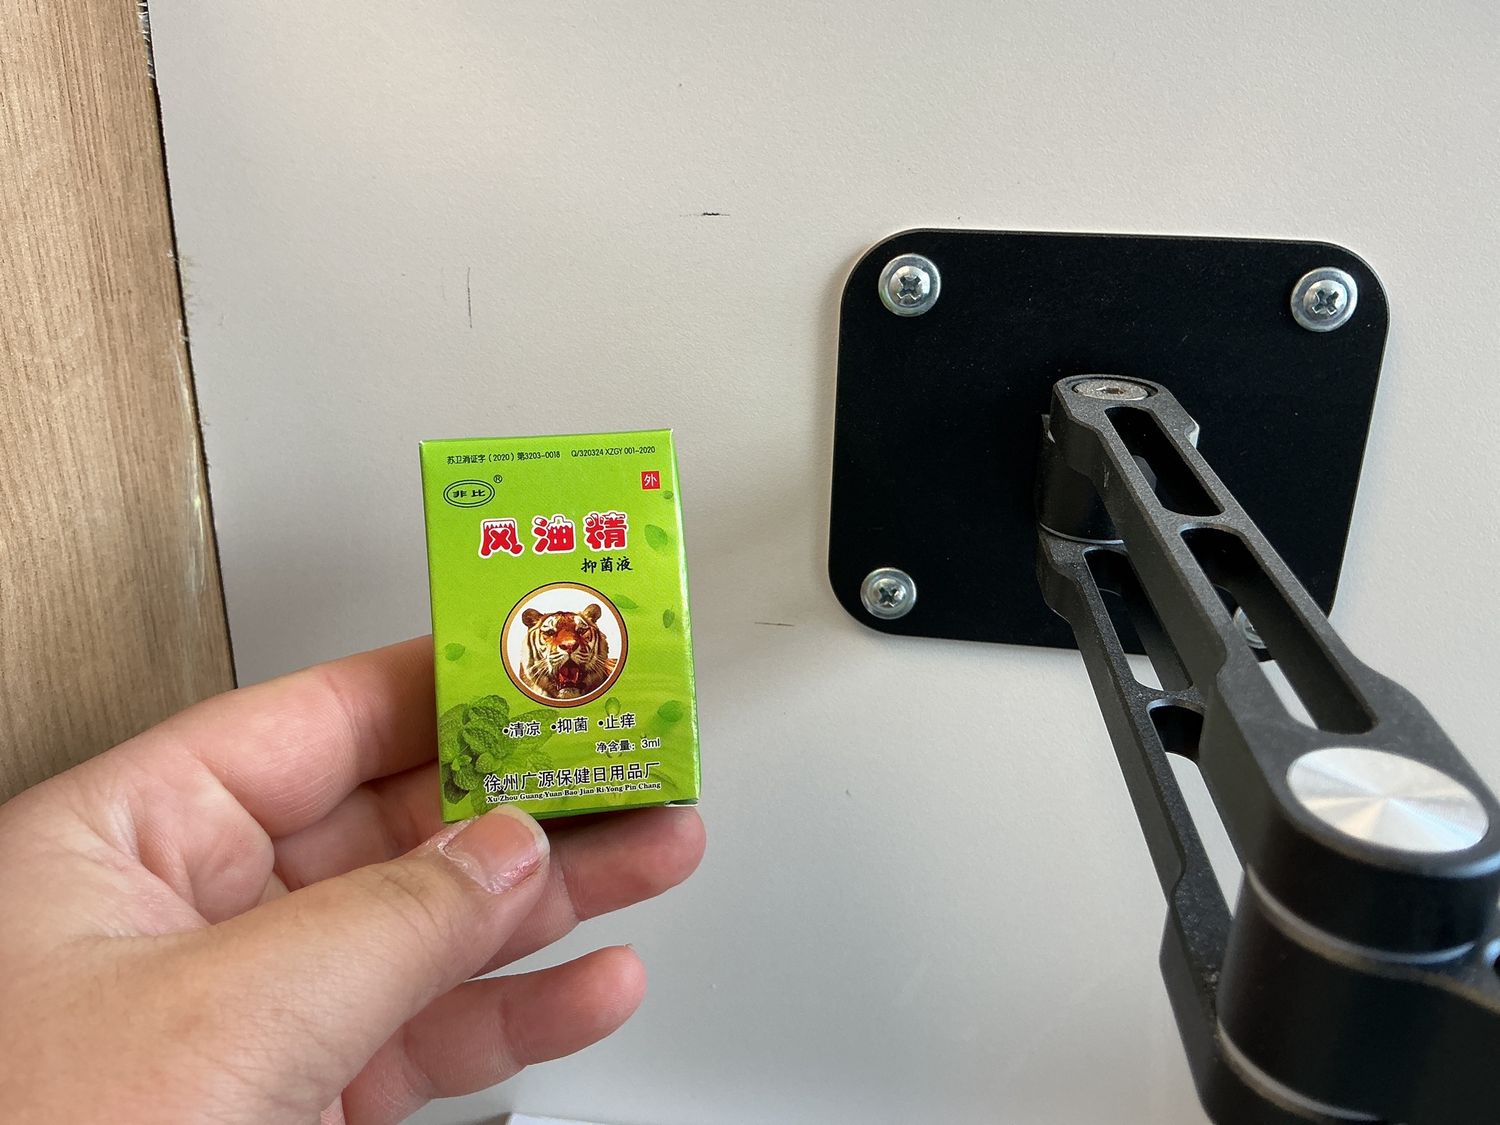 苏卫消证字（2020）第3203-0018 Q/320324 XZGY 001-2020
非比®
外
风油精
抑菌液
•清凉 •抑菌 •止痒
净含量：3ml
徐州广源保健日用品厂
Xu Zhou Guang Yuan Bao Jian Ri Yong Pin Chang